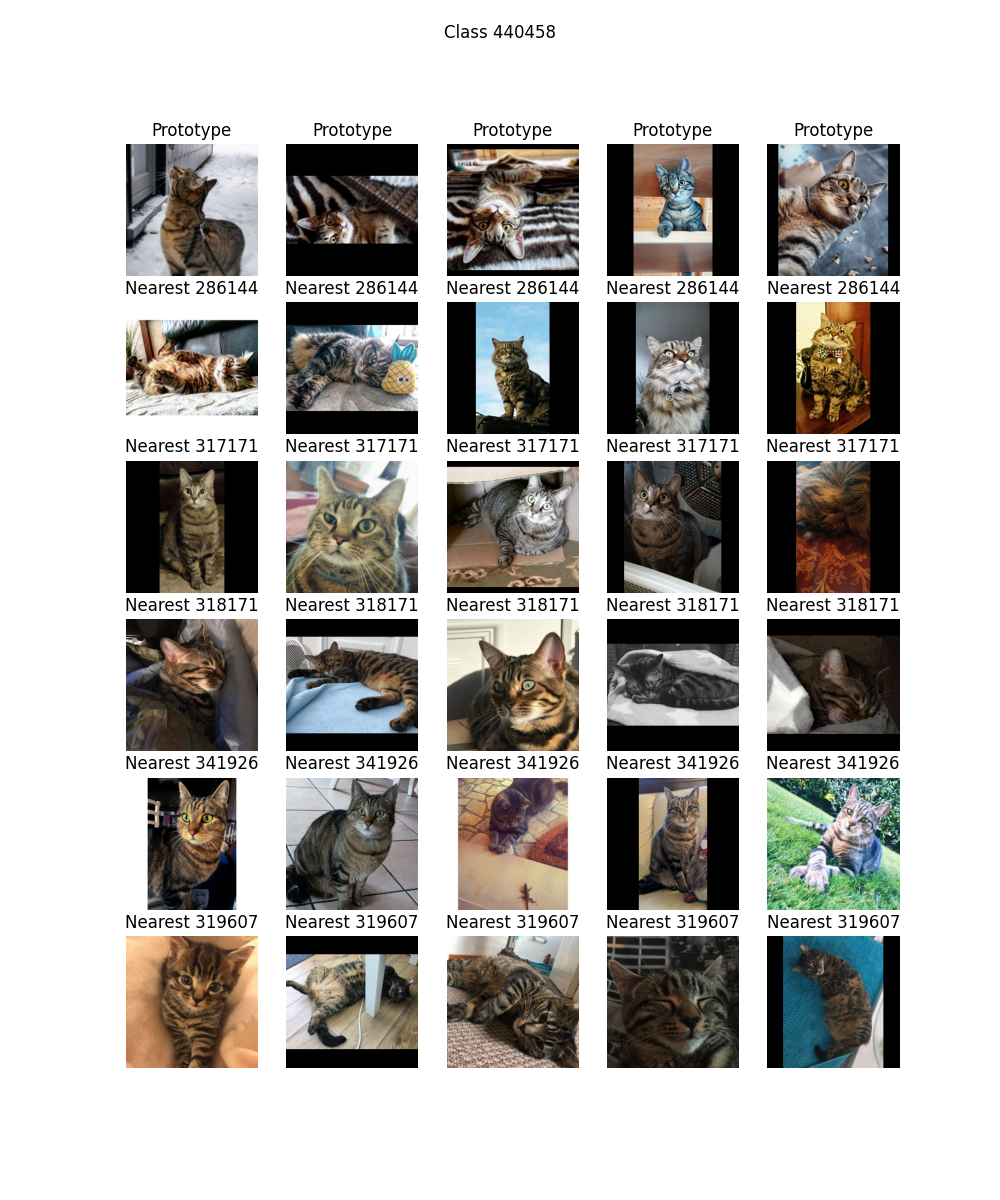 Class 440458
Prototype Prototype Prototype Prototype Prototype
Nearest 286144 Nearest 286144 Nearest 286144 Nearest 286144 Nearest 286144
Nearest 317171 Nearest 317171 Nearest 317171 Nearest 317171 Nearest 317171
Nearest 318171 Nearest 318171 Nearest 318171 Nearest 318171 Nearest 318171
Nearest 341926 Nearest 341926 Nearest 341926 Nearest 341926 Nearest 341926
Nearest 319607 Nearest 319607 Nearest 319607 Nearest 319607 Nearest 319607